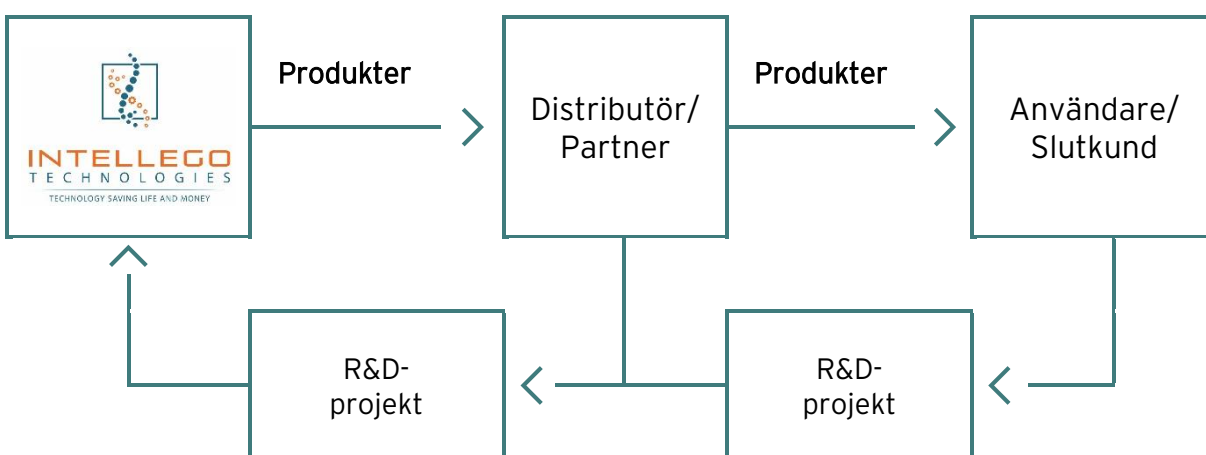 Produkter
Produkter
Distributör/
Partner
Användare/
Slutkund
INTELLEGO
TECHNOLOGIES
TECHNOLOGY SAVING LIFE AND MONEY
R&D-
projekt
R&D-
projekt